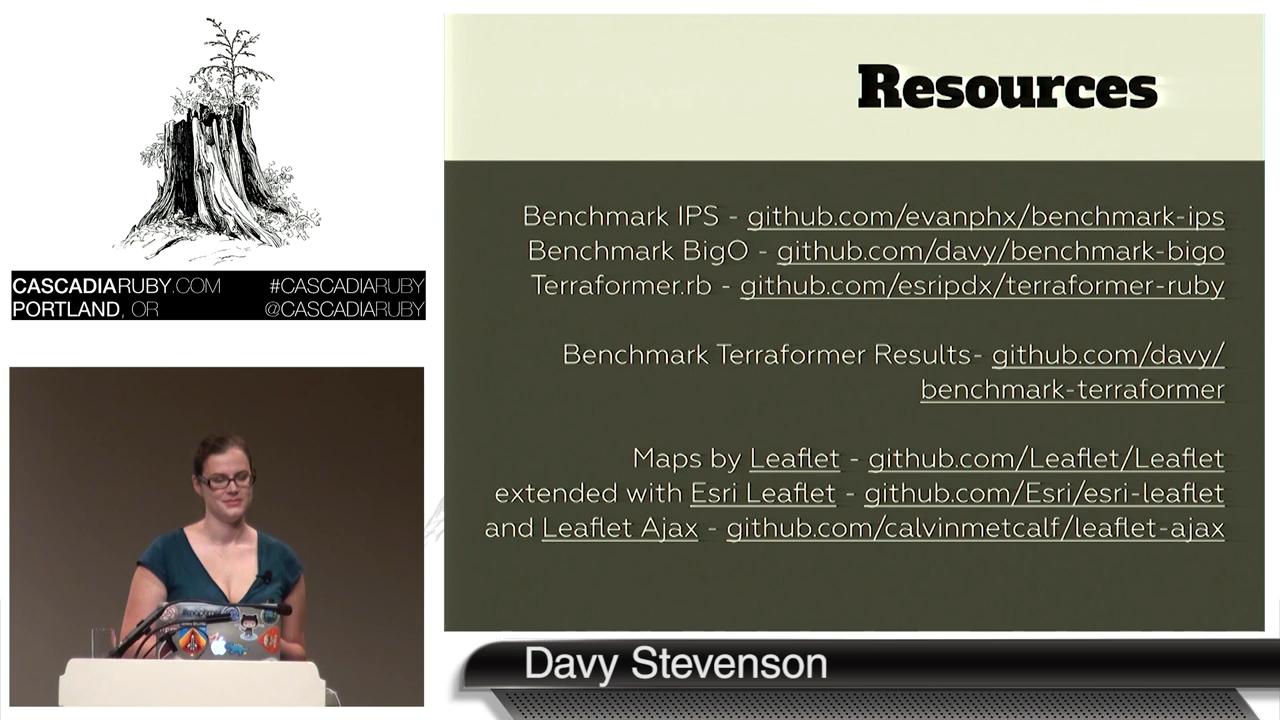 Resources
Benchmark IPS - github.com/evanphx/benchmark-ips
Benchmark BigO - github.com/davy/benchmark-bigo
Terraformer.rb - github.com/esripdx/terraformer-ruby
Benchmark Terraformer Results- github.com/davy/
benchmark-terraformer
Maps by Leaflet - github.com/Leaflet/Leaflet
extended with Esri Leaflet - github.com/Esri/esri-leaflet
and Leaflet Ajax - github.com/calvinmetcalf/leaflet-ajax
CASCADIARUBY.COM #CASCADIARUBY
PORTLAND, OR @CASCADIARUBY
Davy Stevenson